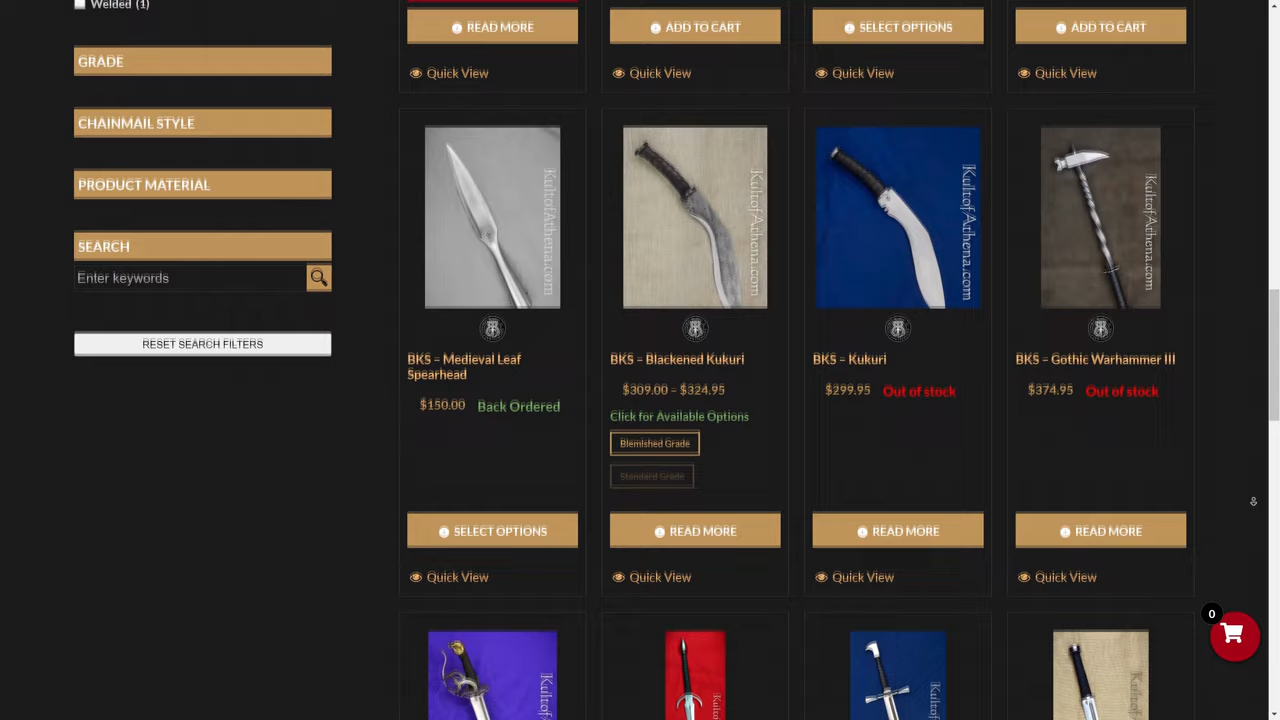 Welded (1)
GRADE
CHAINMAIL STYLE
PRODUCT MATERIAL
SEARCH
Enter keywords
RESET SEARCH FILTERS
READ MORE
ADD TO CART
SELECT OPTIONS
ADD TO CART
Quick View
Quick View
Quick View
Quick View
KultofAthena.com
KultofAthena.com
KultofAthena.com
KultofAthena.com
BKS – Medieval Leaf
Spearhead
$150.00 Back Ordered
SELECT OPTIONS
Quick View
BKS – Blackened Kukuri
$309.00 – $324.95
Click for Available Options
Blemished Grade
Standard Grade
READ MORE
Quick View
BKS – Kukuri
$299.95 Out of stock
READ MORE
Quick View
BKS – Gothic Warhammer III
$374.95 Out of stock
READ MORE
Quick View
0